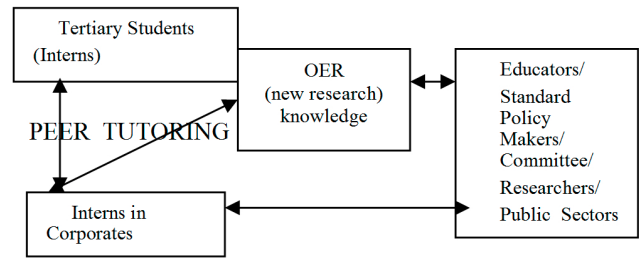 Tertiary Students
(Interns)
OER
(new research)
knowledge
Educators/
Standard
Policy
Makers/
Committee/
Researchers/
Public Sectors
PEER TUTORING
Interns in
Corporates